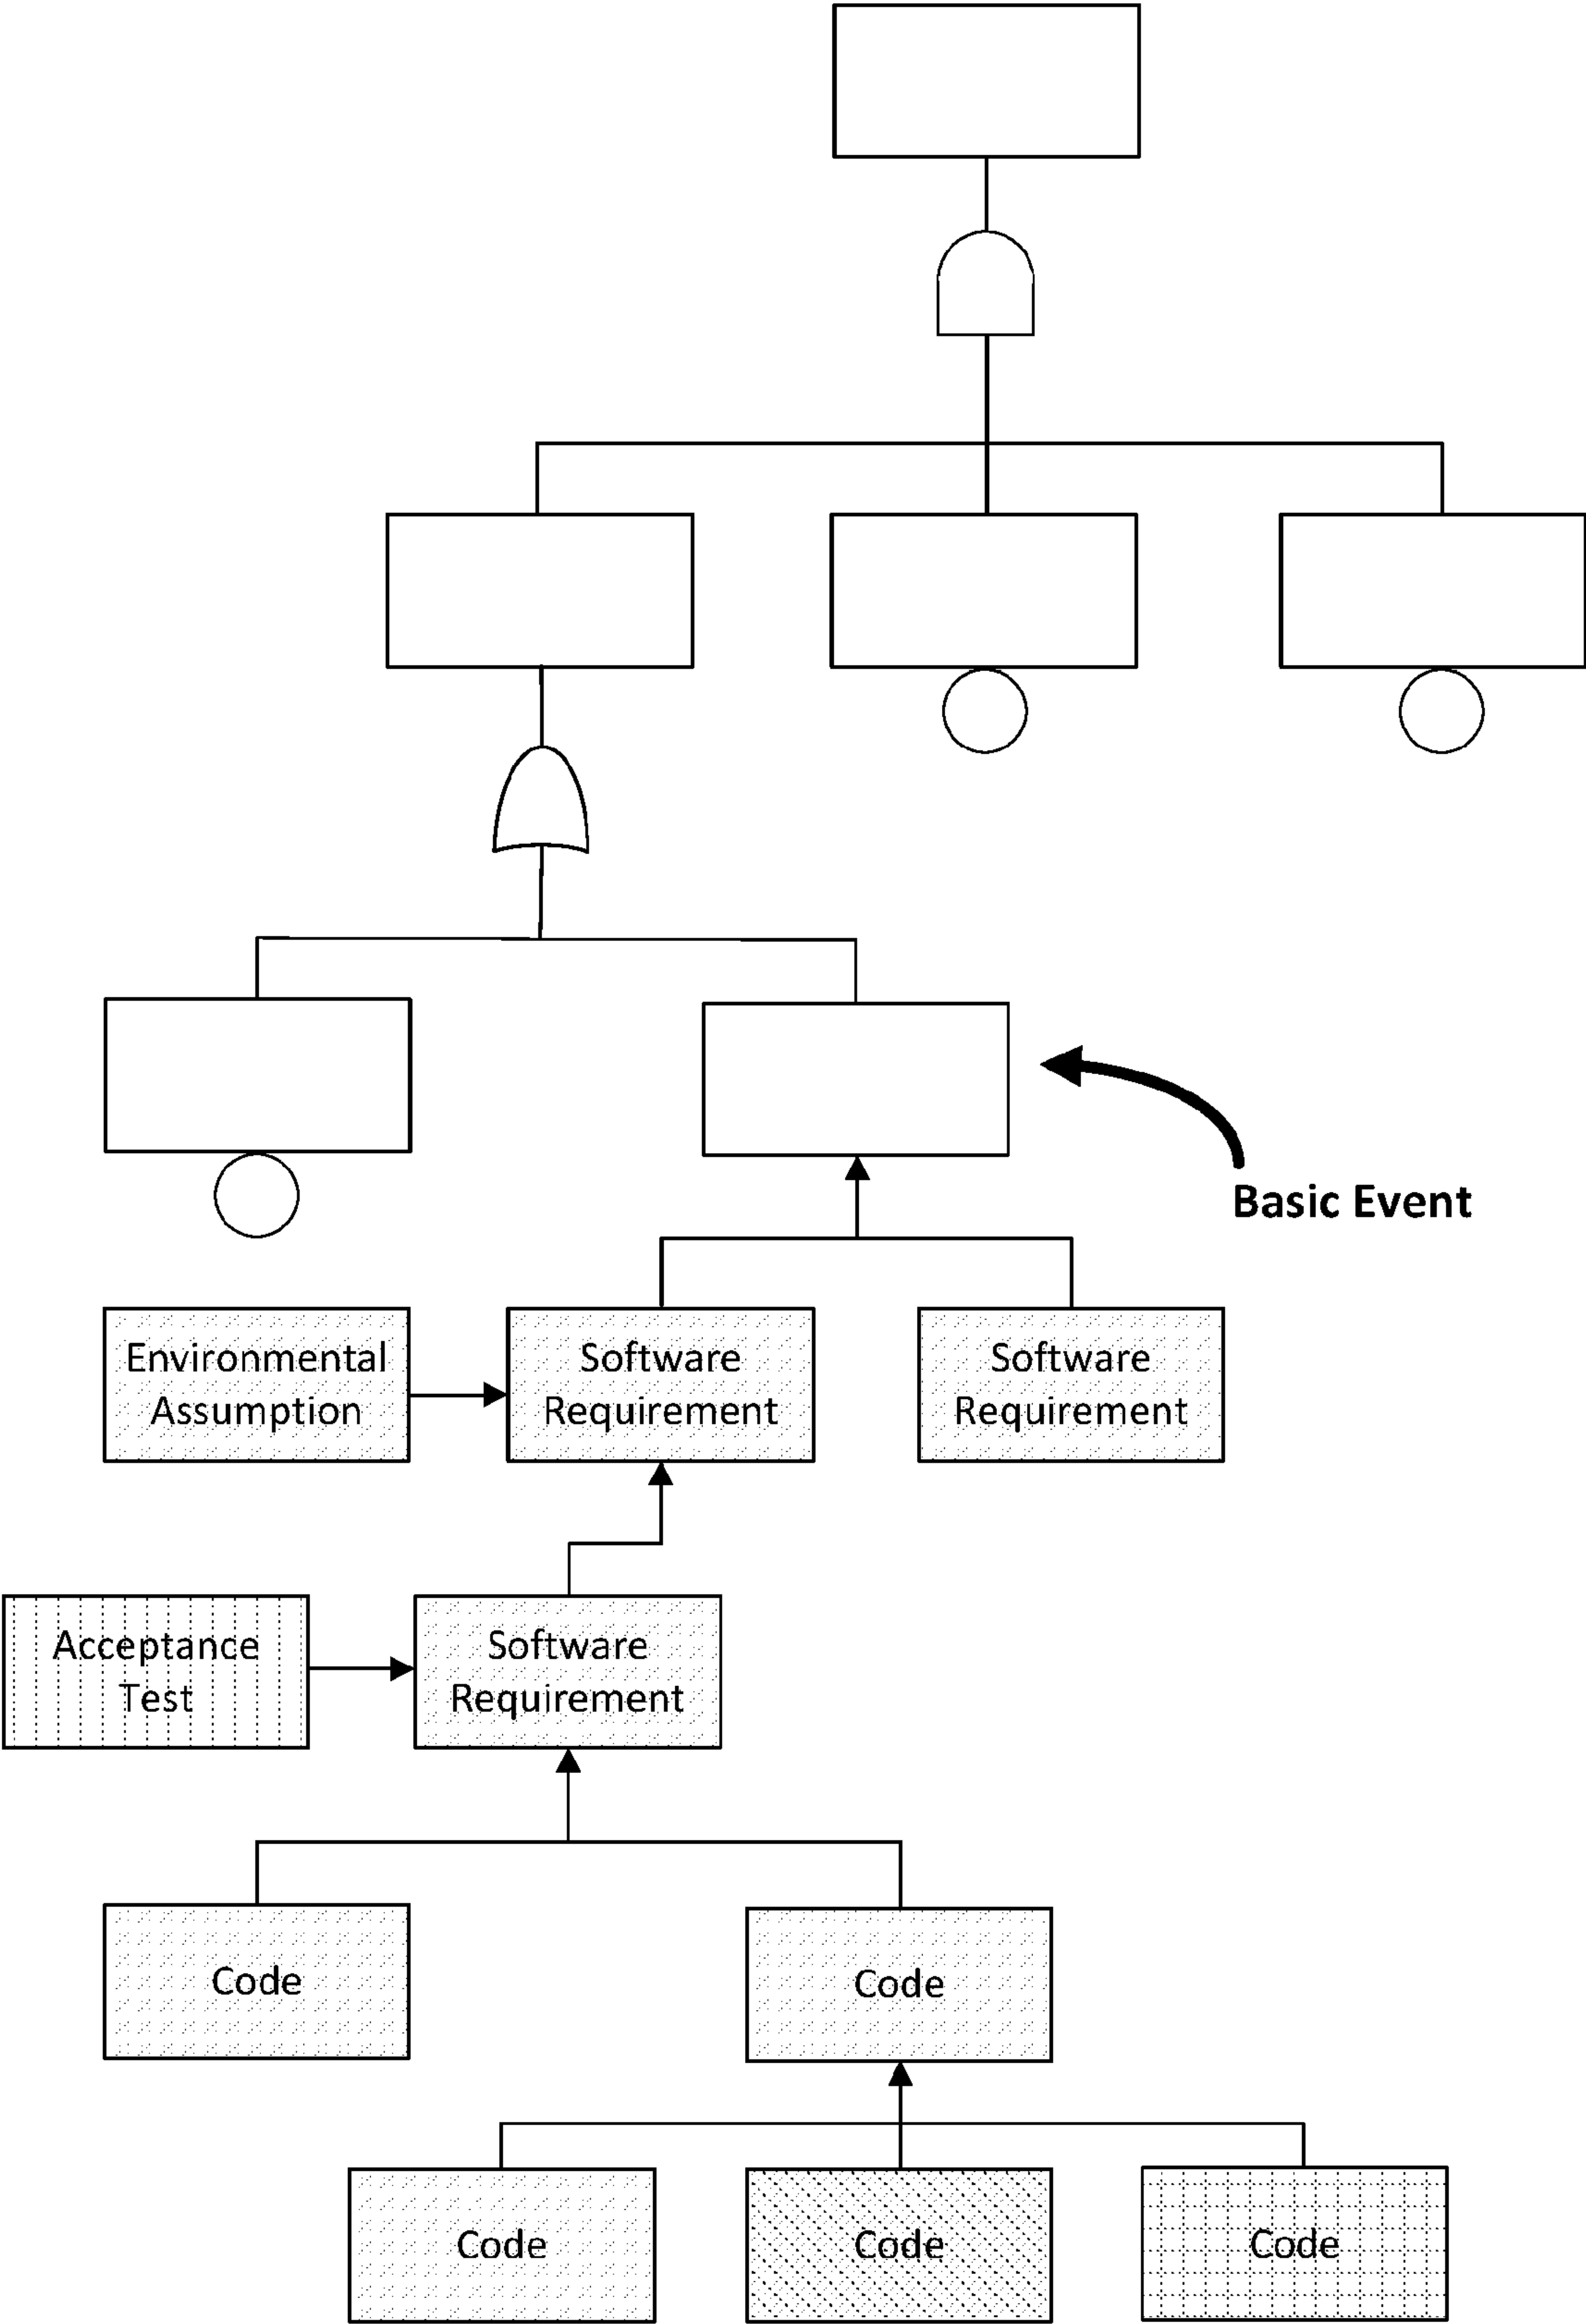 Basic Event
Environmental
Assumption
Software
Requirement
Software
Requirement
Acceptance
Test
Software
Requirement
Code
Code
Code
Code
Code